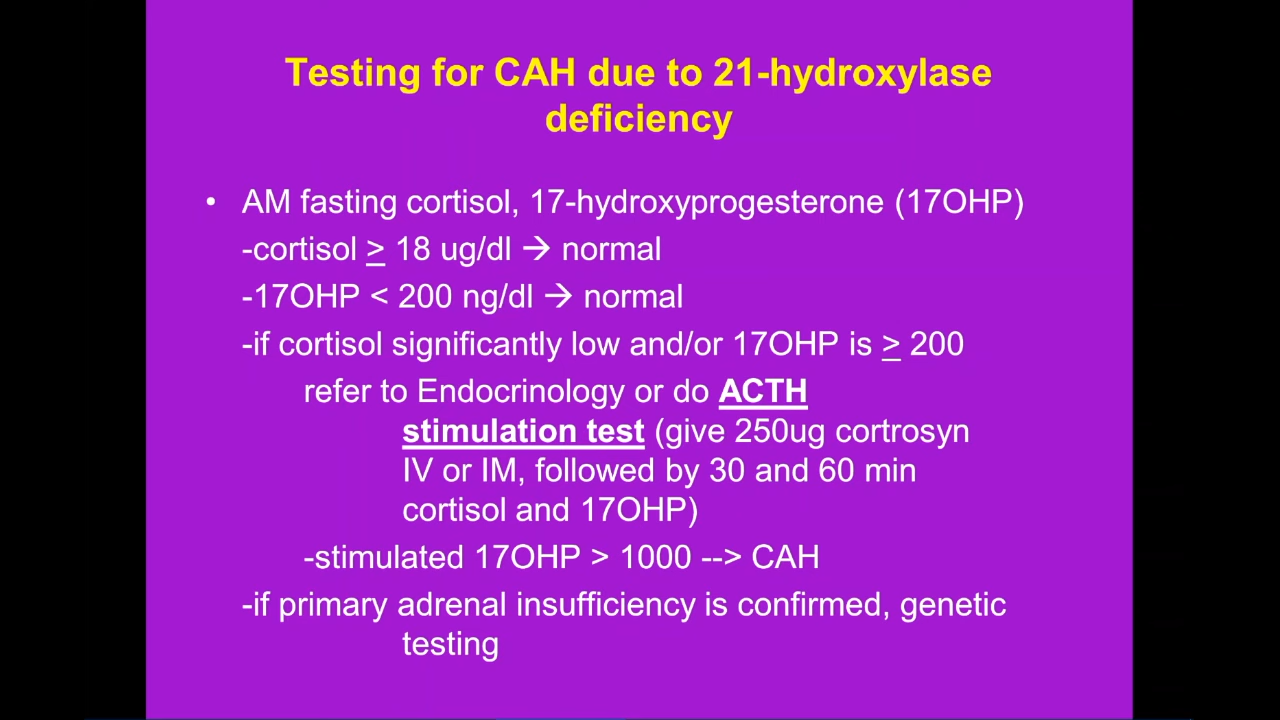 Testing for CAH due to 21-hydroxylase
deficiency
• AM fasting cortisol, 17-hydroxyprogesterone (17OHP)
-cortisol ≥ 18 ug/dl → normal
-17OHP < 200 ng/dl → normal
-if cortisol significantly low and/or 17OHP is ≥ 200
refer to Endocrinology or do ACTH
stimulation test (give 250ug cortrosyn
IV or IM, followed by 30 and 60 min
cortisol and 17OHP)
-stimulated 17OHP > 1000 --> CAH
-if primary adrenal insufficiency is confirmed, genetic
testing